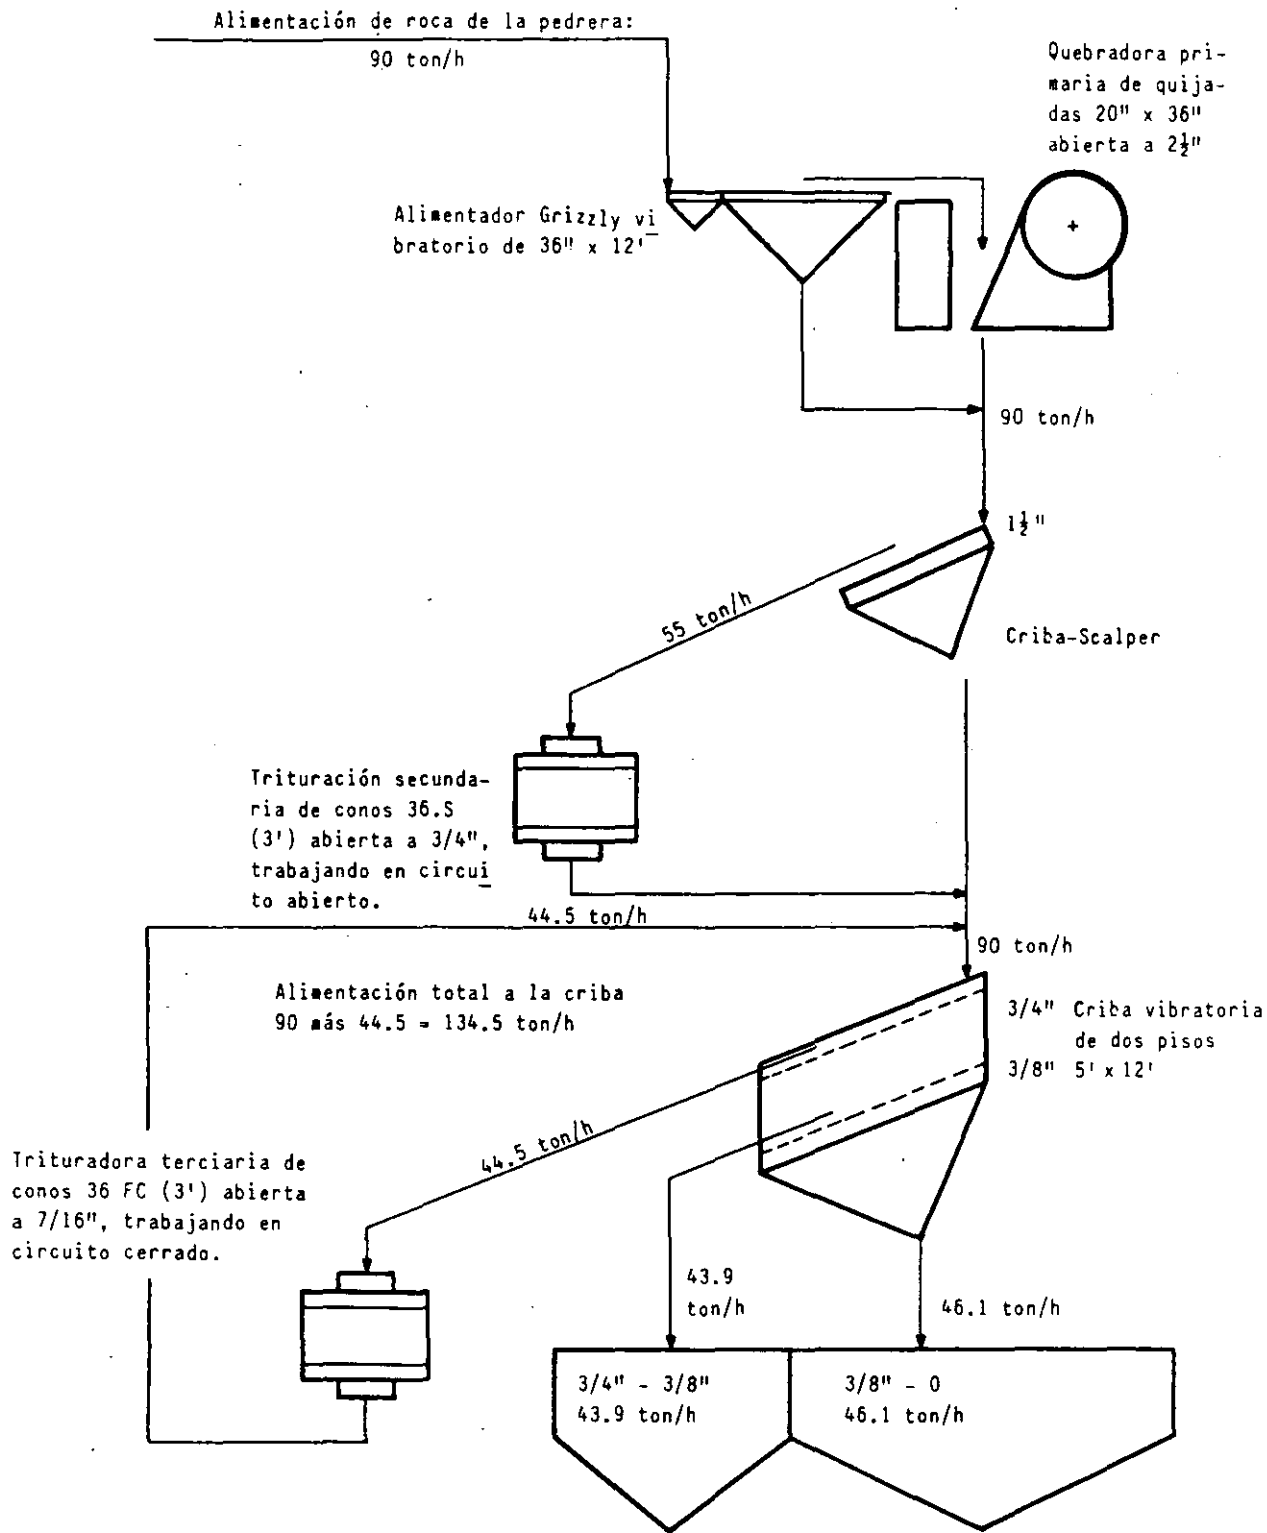 Alimentación de roca de la pedrera:
90 ton/h
Quebradora pri-
maria de quija-
das 20" x 36"
abierta a 2½"
Alimentador Grizzly vi
bratorio de 36" x 12'
90 ton/h
1½"
55 ton/h
Criba-Scalper
Trituración secunda-
ria de conos 36.S
(3') abierta a 3/4",
trabajando en circui
to abierto.
44.5 ton/h
90 ton/h
Alimentación total a la criba
90 más 44.5 = 134.5 ton/h
3/4" Criba vibratoria
de dos pisos
3/8" 5' x 12'
44.5 ton/h
Trituradora terciaria de
conos 36 FC (3') abierta
a 7/16", trabajando en
circuito cerrado.
43.9
ton/h
46.1 ton/h
3/4" - 3/8"
43.9 ton/h
3/8" - 0
46.1 ton/h